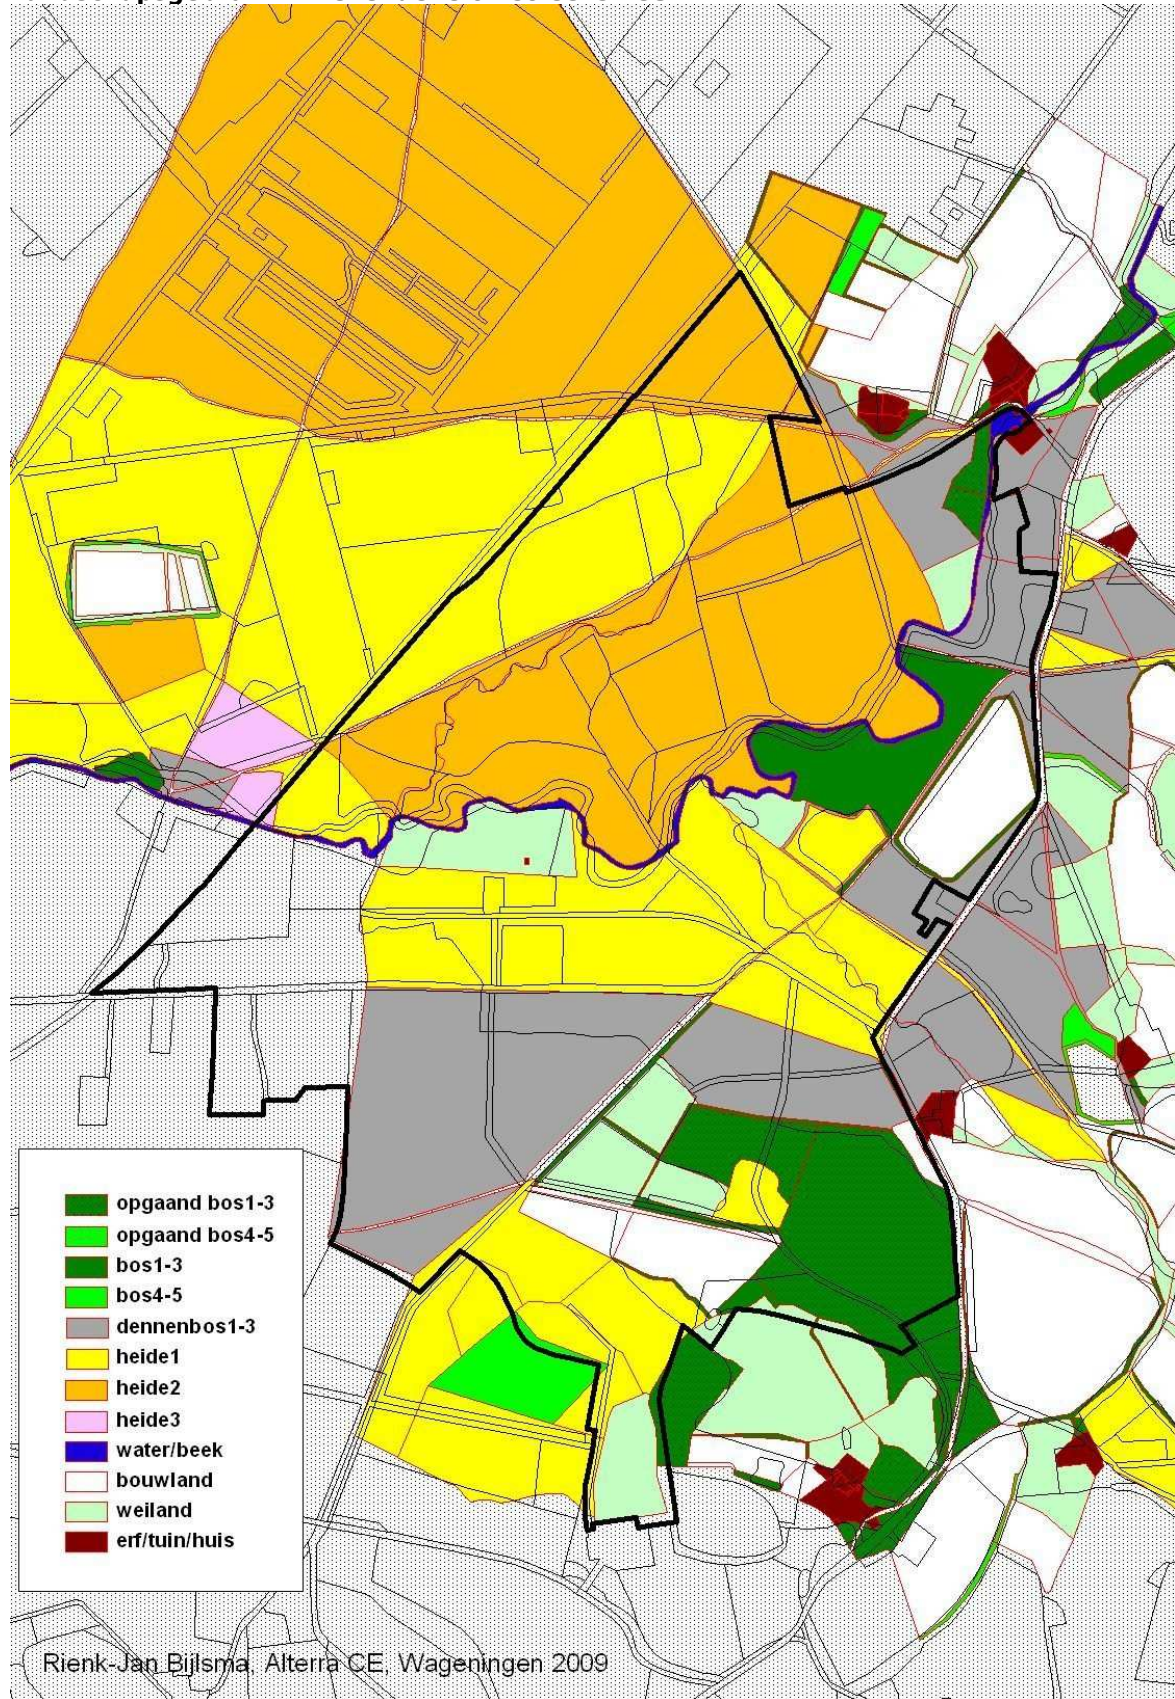 opgaand bos1-3
opgaand bos4-5
bos1-3
bos4-5
dennenbos1-3
heide1
heide2
heide3
water/beek
bouwland
weiland
erf/tuin/huis
Rienk-Jan Bijlsma, Alterra CE, Wageningen 2009